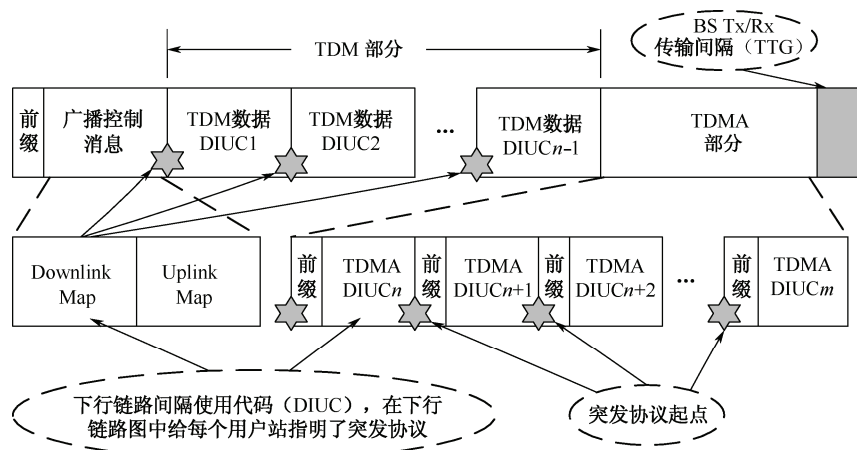 TDM 部分
BS Tx/Rx
传输间隔（TTG）
前
缀
广播控制
消息
TDM数据
DIUC1
TDM数据
DIUC2
...
TDM数据
DIUCn-1
TDMA
部分
Downlink
Map
Uplink
Map
前
缀
TDMA
DIUCn
前
缀
TDMA
DIUCn+1
前
缀
TDMA
DIUCn+2
...
前
缀
TDMA
DIUCm
下行链路间隔使用代码（DIUC），在下行
链路图中给每个用户站指明了突发协议
突发协议起点